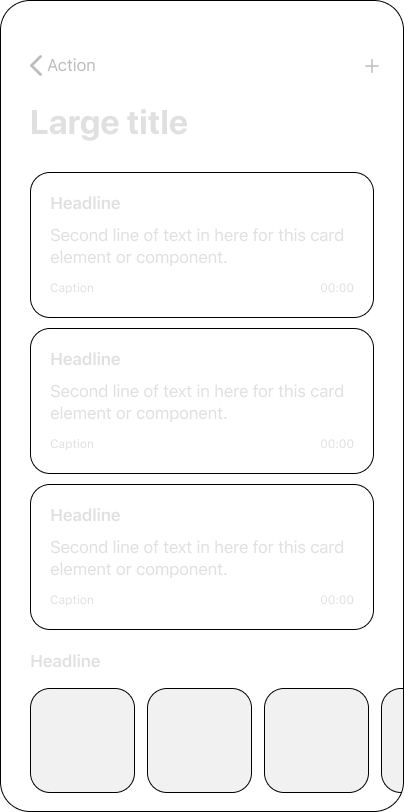 Action
Large title
Headline
Second line of text in here for this card
element or component.
Caption 00:00
Headline
Second line of text in here for this card
element or component.
Caption 00:00
Headline
Second line of text in here for this card
element or component.
Caption 00:00
Headline